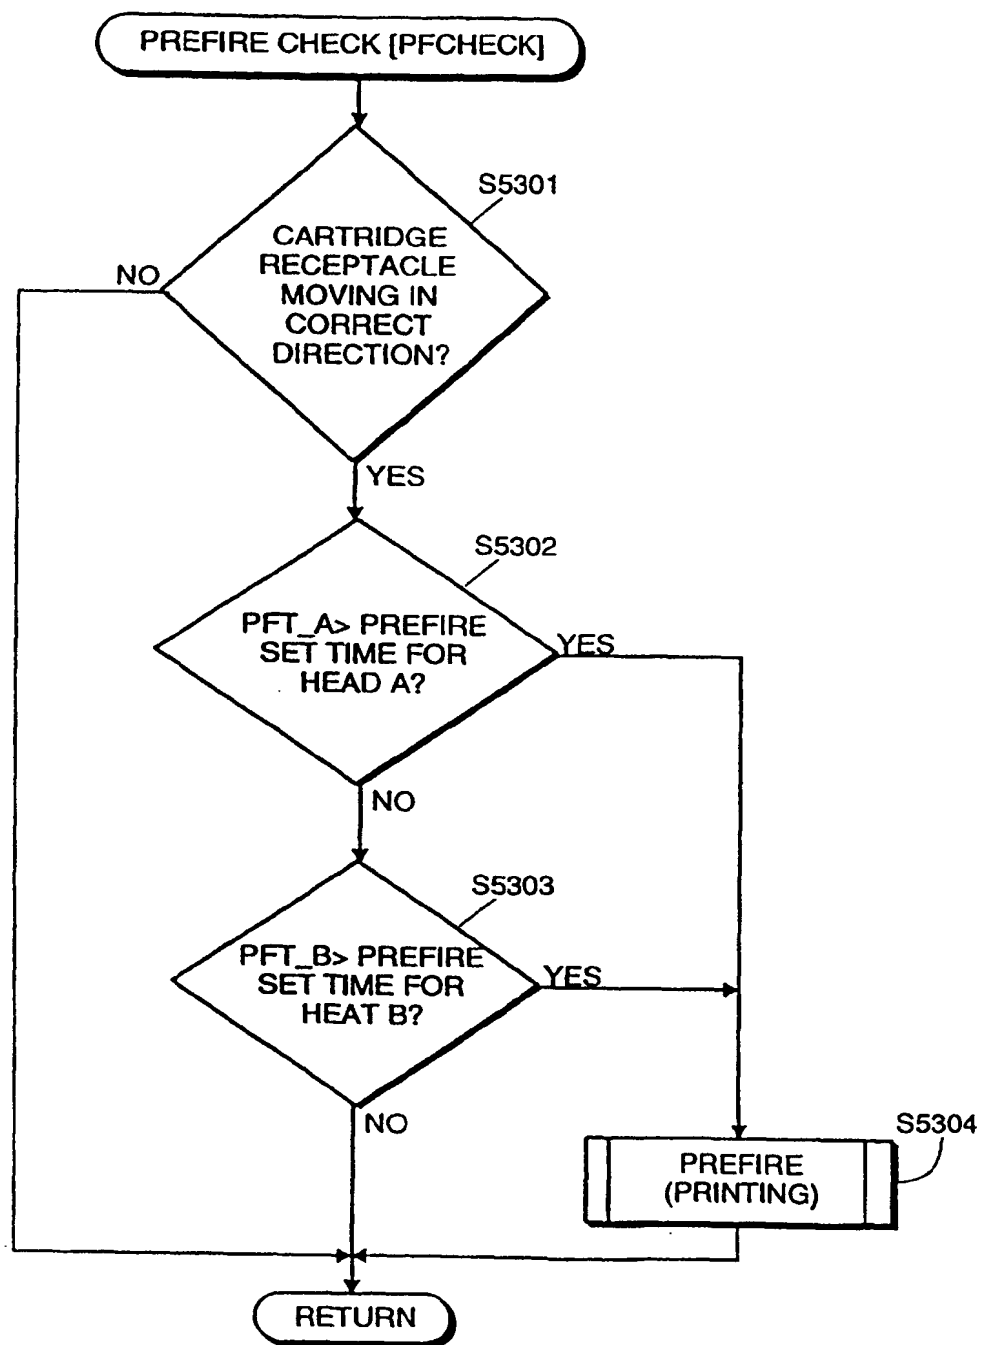 PREFIRE CHECK [PFCHECK]
S5301
CARTRIDGE
RECEPTACLE
MOVING IN
CORRECT
DIRECTION?
NO
YES
S5302
PFT_A> PREFIRE
SET TIME FOR
HEAD A?
YES
NO
S5303
PFT_B> PREFIRE
SET TIME FOR
HEAT B?
YES
NO
S5304
PREFIRE
(PRINTING)
RETURN